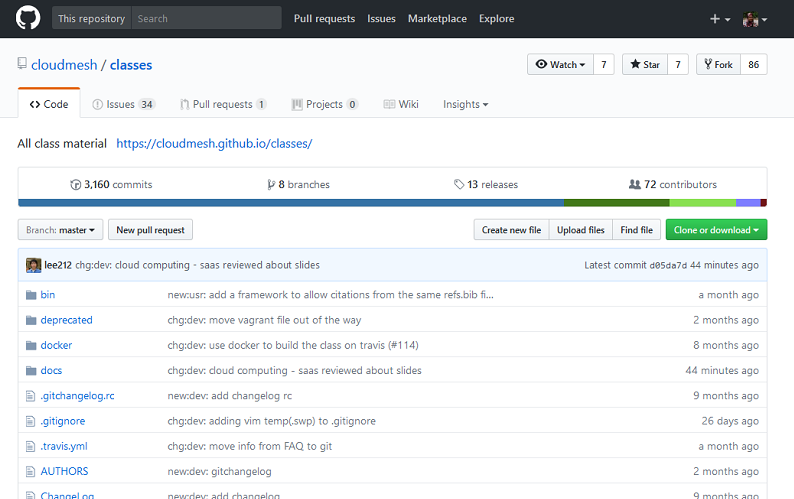 This repository Search Pull requests Issues Marketplace Explore
cloudmesh / classes Watch 7 Star 7 Fork 86
Code Issues 34 Pull requests 1 Projects 0 Wiki Insights
All class material https://cloudmesh.github.io/classes/
3,160 commits 8 branches 13 releases 72 contributors
Branch: master New pull request Create new file Upload files Find file Clone or download
lee212 chg:dev: cloud computing - saas reviewed about slides Latest commit d05da7d 44 minutes ago
bin new:usr: add a framework to allow citations from the same refs.bib fi... a month ago
deprecated chg:dev: move vagrant file out of the way 2 months ago
docker chg:dev: use docker to build the class on travis (#114) 8 months ago
docs chg:dev: cloud computing - saas reviewed about slides 44 minutes ago
.gitchangelog.rc new:dev: add changelog rc 9 months ago
.gitignore chg:dev: adding vim temp(.swp) to .gitignore 26 days ago
.travis.yml chg:dev: move info from FAQ to git a month ago
AUTHORS new:dev: gitchangelog 2 months ago
ChangeLog new:dev: add changelog 9 months ago